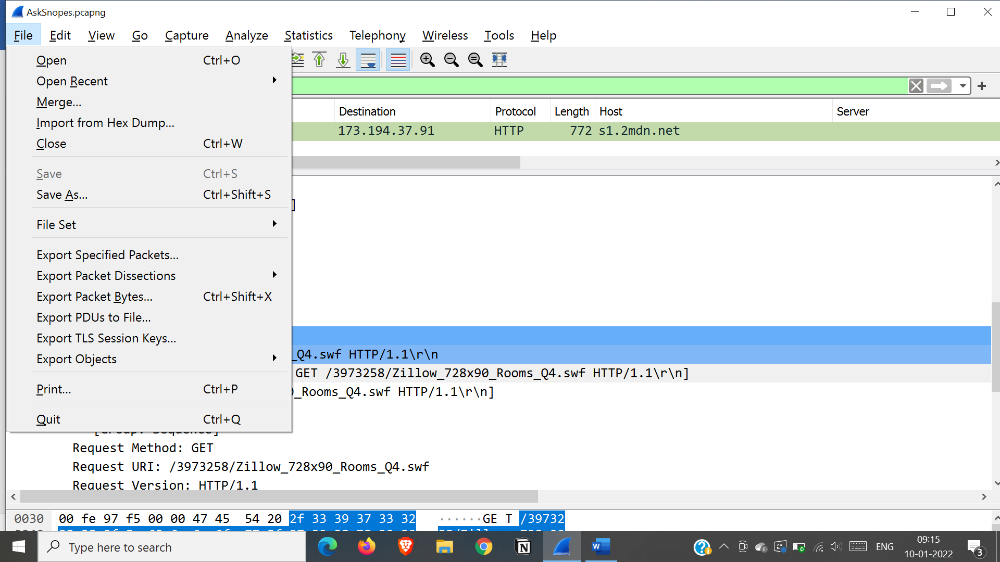 AskSnopes.pcapng
File Edit View Go Capture Analyze Statistics Telephony Wireless Tools Help
Open Ctrl+O
Open Recent
Merge...
Import from Hex Dump...
Close Ctrl+W
Save Ctrl+S
Save As... Ctrl+Shift+S
File Set
Export Specified Packets...
Export Packet Dissections
Export Packet Bytes... Ctrl+Shift+X
Export PDUs to File...
Export TLS Session Keys...
Export Objects
Print... Ctrl+P
Quit Ctrl+Q
Destination Protocol Length Host Server
173.194.37.91 HTTP 772 s1.2mdn.net
]
_Q4.swf HTTP/1.1\r\n
GET /3973258/Zillow_728x90_Rooms_Q4.swf HTTP/1.1\r\n]
_Rooms_Q4.swf HTTP/1.1\r\n]
Request Method: GET
Request URI: /3973258/Zillow_728x90_Rooms_Q4.swf
Request Version: HTTP/1.1
0030 00 fe 97 f5 00 00 47 45 54 20 2f 33 39 37 33 32 ······GE T /39732
Type here to search
ENG
09:15
10-01-2022
3